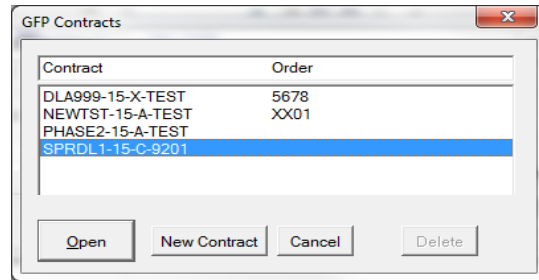 GFP Contracts
Contract Order
DLA999-15-X-TEST 5678
NEWTST-15-A-TEST XX01
PHASE2-15-A-TEST
SPRDL1-15-C-9201
Open New Contract Cancel Delete